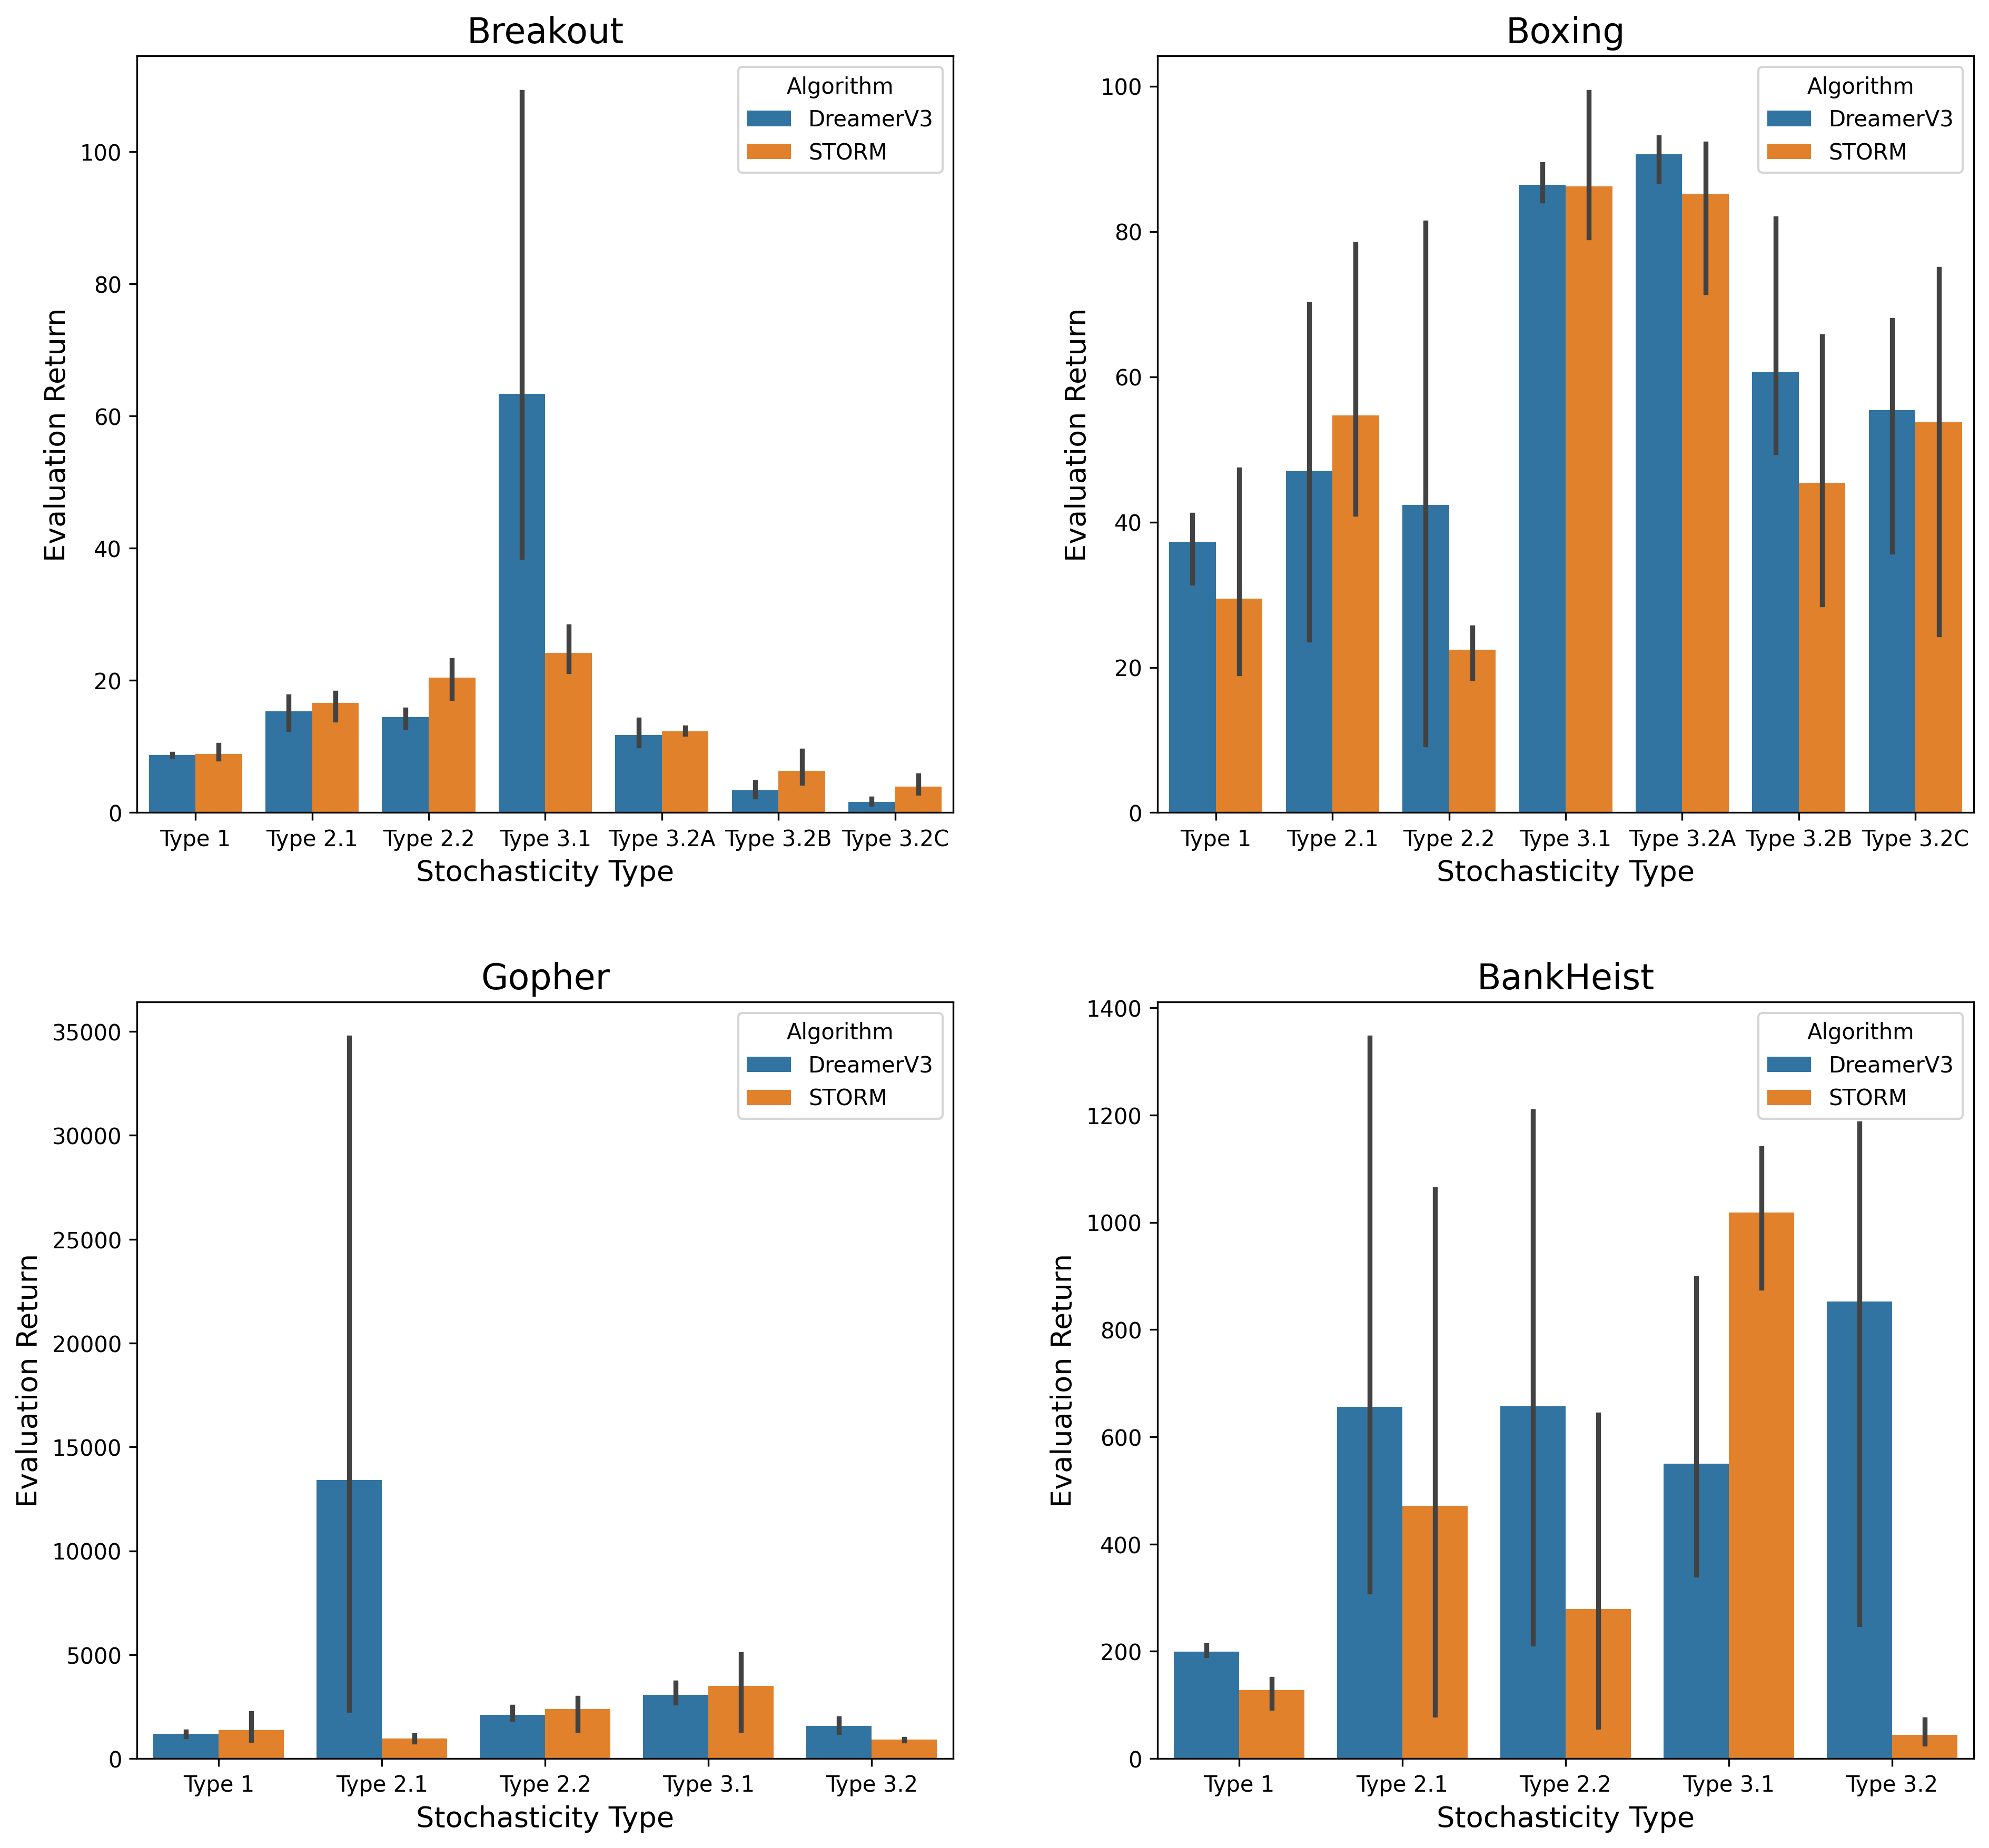 Breakout
Evaluation Return
100
80
60
40
20
0
Algorithm
DreamerV3
STORM
Type 1 Type 2.1 Type 2.2 Type 3.1 Type 3.2A Type 3.2B Type 3.2C
Stochasticity Type
Boxing
Evaluation Return
100
80
60
40
20
0
Algorithm
DreamerV3
STORM
Type 1 Type 2.1 Type 2.2 Type 3.1 Type 3.2A Type 3.2B Type 3.2C
Stochasticity Type
Gopher
Evaluation Return
35000
30000
25000
20000
15000
10000
5000
0
Algorithm
DreamerV3
STORM
Type 1 Type 2.1 Type 2.2 Type 3.1 Type 3.2
Stochasticity Type
BankHeist
Evaluation Return
1400
1200
1000
800
600
400
200
0
Algorithm
DreamerV3
STORM
Type 1 Type 2.1 Type 2.2 Type 3.1 Type 3.2
Stochasticity Type